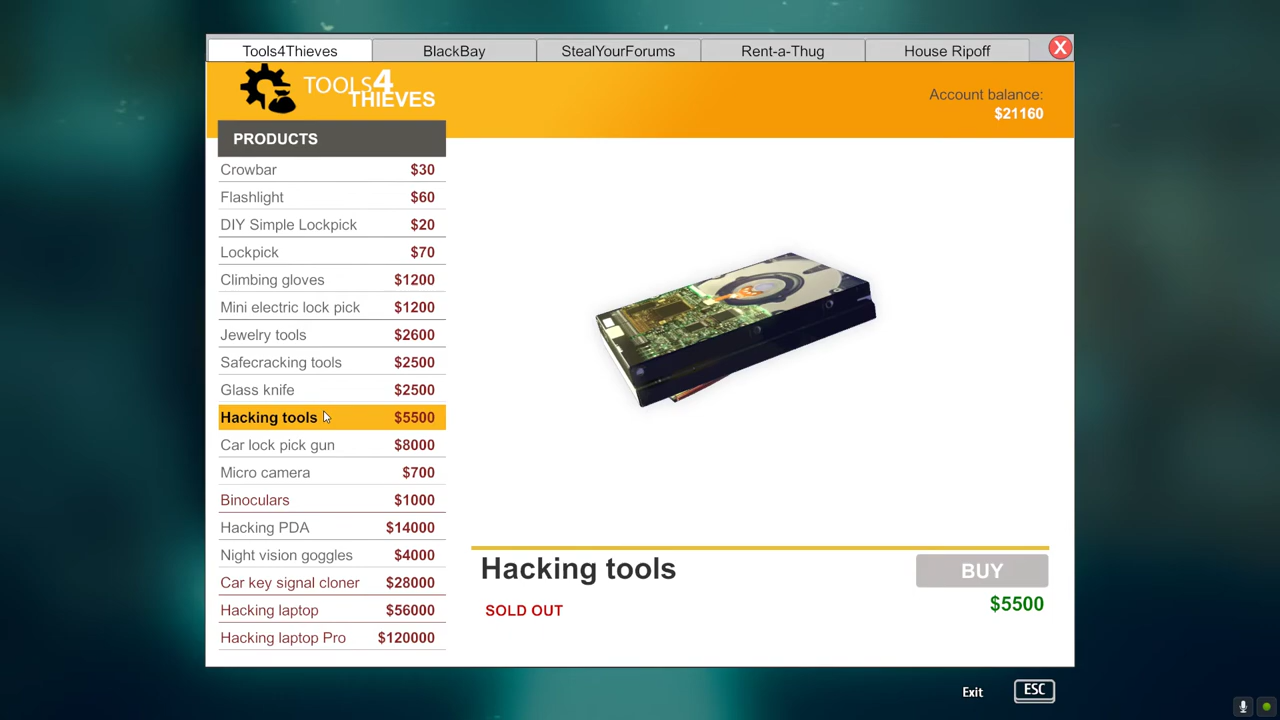 Tools4Thieves BlackBay StealYourForums Rent-a-Thug House Ripoff X
TOOLS4
THIEVES
Account balance:
$21160
PRODUCTS
Crowbar $30
Flashlight $60
DIY Simple Lockpick $20
Lockpick $70
Climbing gloves $1200
Mini electric lock pick $1200
Jewelry tools $2600
Safecracking tools $2500
Glass knife $2500
Hacking tools $5500
Car lock pick gun $8000
Micro camera $700
Binoculars $1000
Hacking PDA $14000
Night vision goggles $4000
Car key signal cloner $28000
Hacking laptop $56000
Hacking laptop Pro $120000
Hacking tools BUY
SOLD OUT $5500
Exit ESC